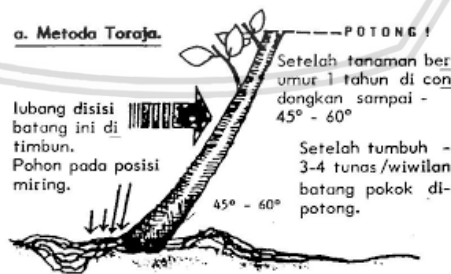 a. Metoda Toraja.
POTONG !
Setelah tanaman ber
umur 1 tahun di con
dongkan sampai -
45° - 60°
lubang disisi
batang ini di
timbun.
Pohon pada posisi
miring.
Setelah tumbuh -
3-4 tunas/wiwilan
batang pokok di-
potong.
45° - 60°